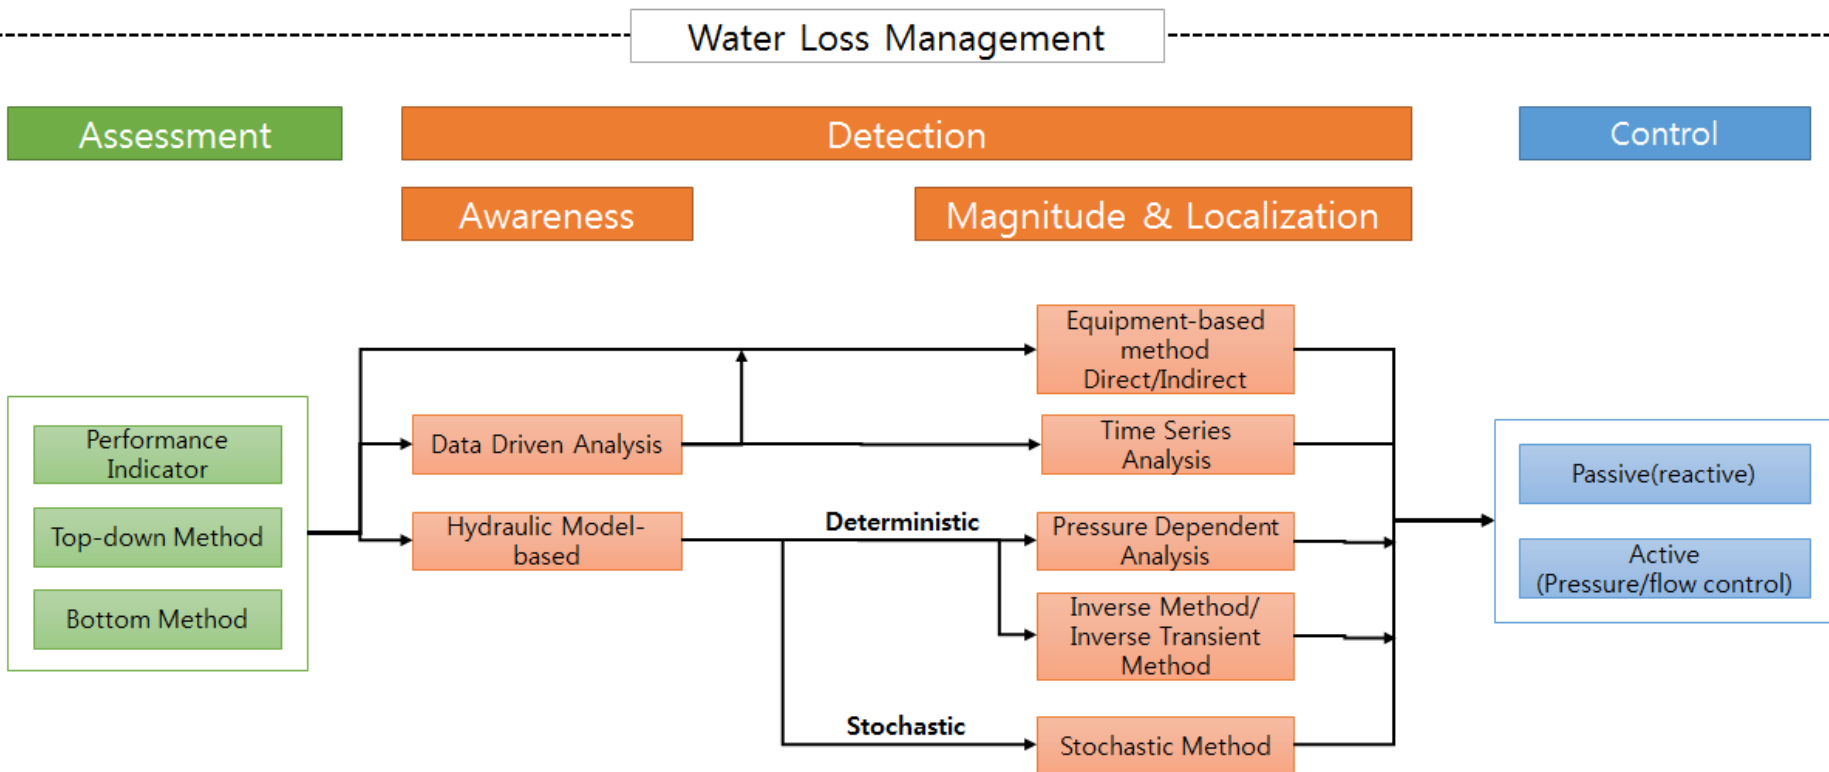 Water Loss Management
Assessment
Detection
Control
Awareness
Magnitude & Localization
Equipment-based
method
Direct/Indirect
Performance
Indicator
Data Driven Analysis
Time Series
Analysis
Passive(reactive)
Top-down Method
Hydraulic Model-
based
Deterministic
Pressure Dependent
Analysis
Active
(Pressure/flow control)
Bottom Method
Inverse Method/
Inverse Transient
Method
Stochastic
Stochastic Method